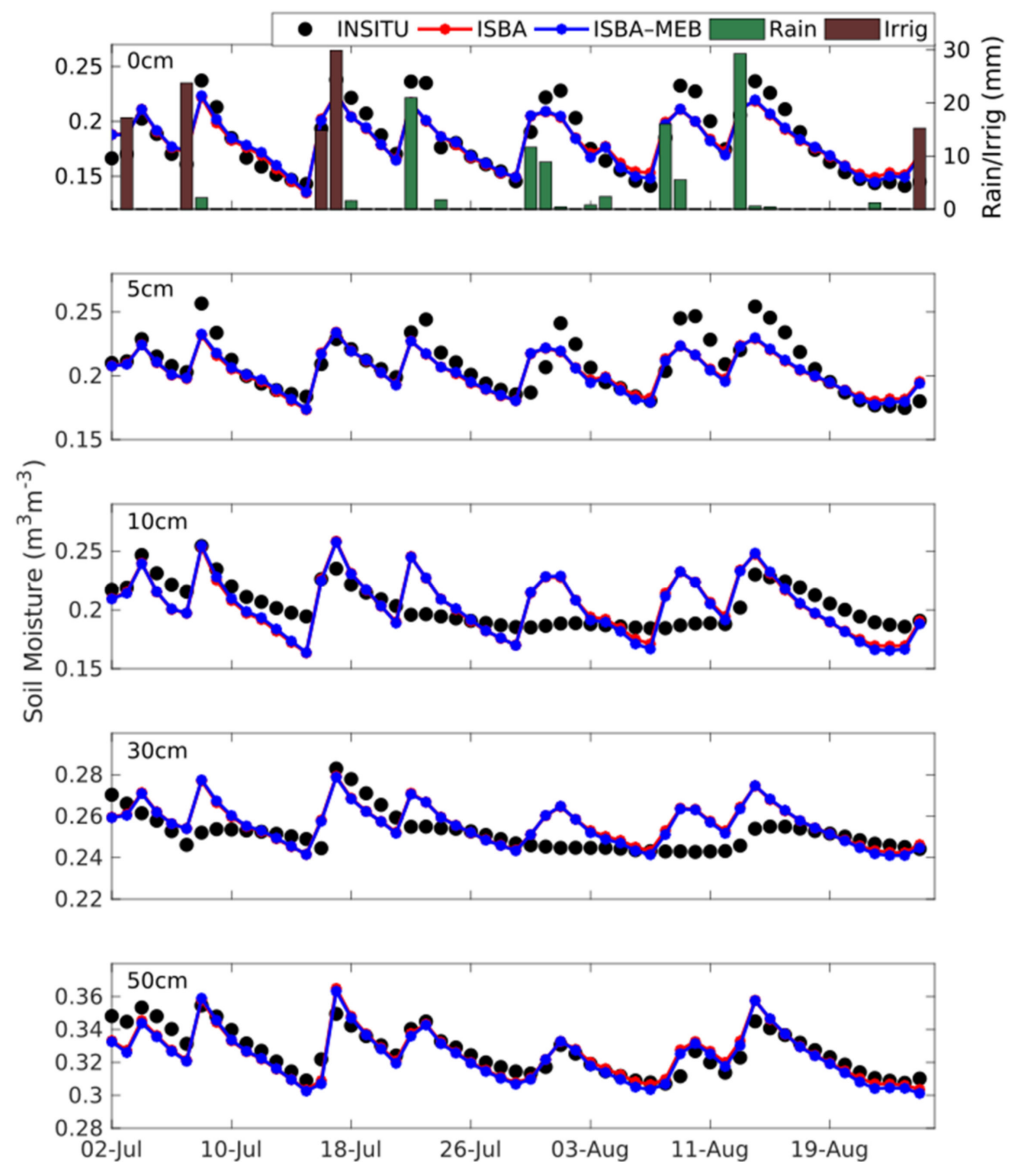 INSITU ISBA ISBA–MEB Rain Irrig
0cm
0.25
0.2
0.15
30
20
10
0
Rain/Irrig (mm)
5cm
0.25
0.2
0.15
10cm
0.25
0.2
0.15
Soil Moisture (m³m⁻³)
30cm
0.28
0.26
0.24
0.22
50cm
0.36
0.34
0.32
0.3
0.28
02-Jul 10-Jul 18-Jul 26-Jul 03-Aug 11-Aug 19-Aug